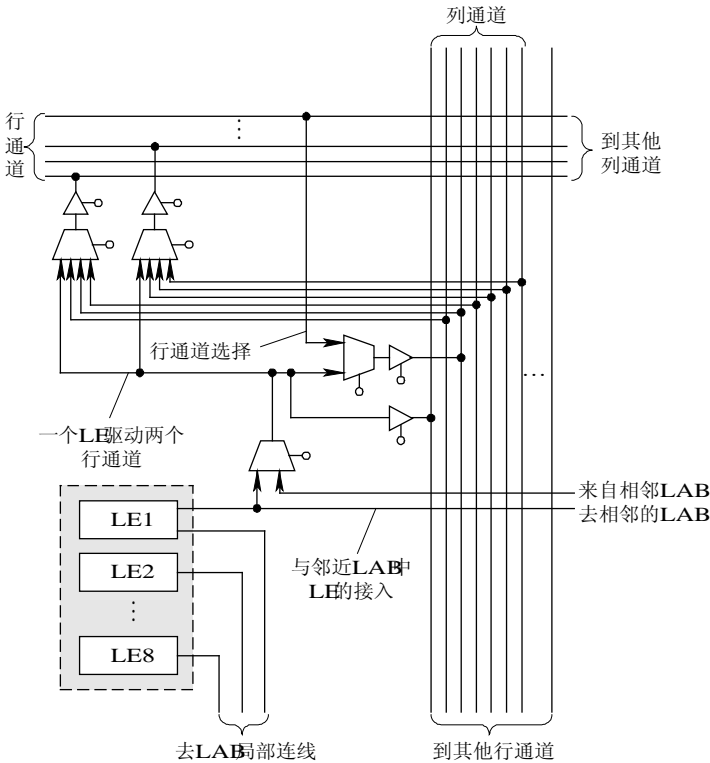 列通道
行
通
道
到其他
列通道
行通道选择
一个LE驱动两个
行通道
来自相邻LAB
去相邻的LAB
LE1
LE2
LE8
与邻近LAB中
LE的接入
去LAB局部连线
到其他行通道